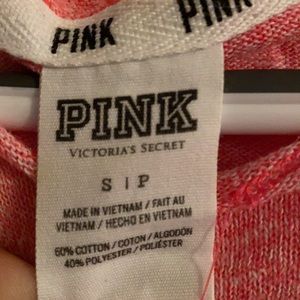 PINK PINK
PINK
VICTORIA'S SECRET
S | P
MADE IN VIETNAM / FAIT AU
VIETNAM / HECHO EN VIETNAM
60% COTTON / COTON / ALGODÓN
40% POLYESTER / POLIÉSTER